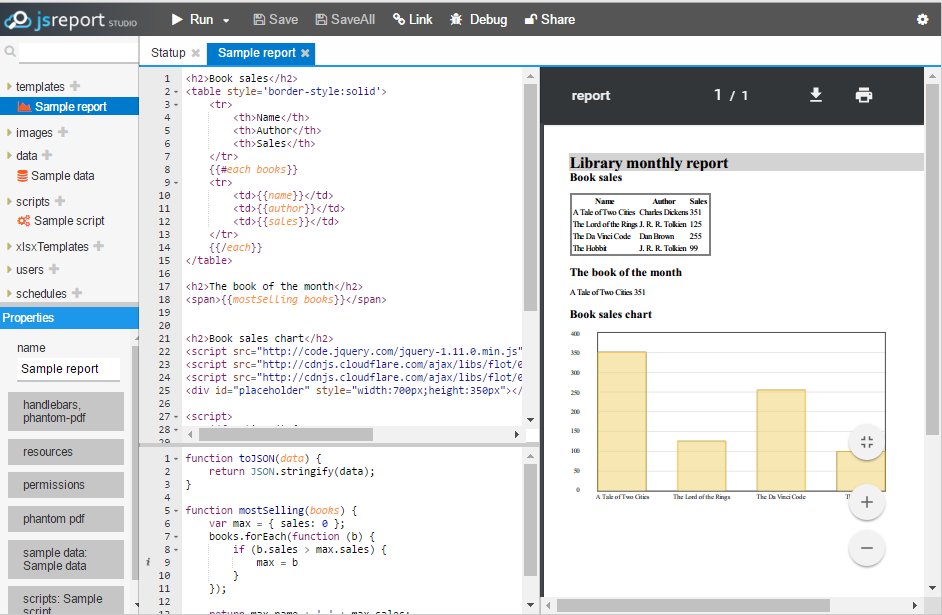 jsreport STUDIO
Run Save SaveAll Link Debug Share
Statup Sample report
templates
Sample report
images
data
Sample data
scripts
Sample script
xlsxTemplates
users
schedules
Properties
name
Sample report
handlebars,
phantom-pdf
resources
permissions
phantom pdf
sample data:
Sample data
scripts: Sample
script
1 <h2>Book sales</h2>
2 <table style='border-style:solid'>
3 <tr>
4 <th>Name</th>
5 <th>Author</th>
6 <th>Sales</th>
7 </tr>
8 {{#each books}}
9 <tr>
10 <td>{{name}}</td>
11 <td>{{author}}</td>
12 <td>{{sales}}</td>
13 </tr>
14 {{/each}}
15 </table>
16
17 <h2>The book of the month</h2>
18 <span>{{mostSelling books}}</span>
19
20
21 <h2>Book sales chart</h2>
22 <script src="http://code.jquery.com/jquery-1.11.0.min.js"
23 <script src="http://cdnjs.cloudflare.com/ajax/libs/flot/0
24 <script src="http://cdnjs.cloudflare.com/ajax/libs/flot/0
25 <div id="placeholder" style="width:700px;height:350px"></
26
27 <script>
28
29
1 function toJSON(data) {
2 return JSON.stringify(data);
3 }
4
5 function mostSelling(books) {
6 var max = { sales: 0 };
7 books.forEach(function (b) {
8 if (b.sales > max.sales) {
i 9 max = b
10 }
11 });
12
13 return max.name + ' ' + max.sales;
report 1 / 1
Library monthly report
Book sales
Name Author Sales
A Tale of Two Cities Charles Dickens 351
The Lord of the Rings J. R. R. Tolkien 125
The Da Vinci Code Dan Brown 255
The Hobbit J. R. R. Tolkien 99
The book of the month
A Tale of Two Cities 351
Book sales chart
400
350
300
250
200
150
100
50
0
A Tale of Two Cities The Lord of the Rings The Da Vinci Code